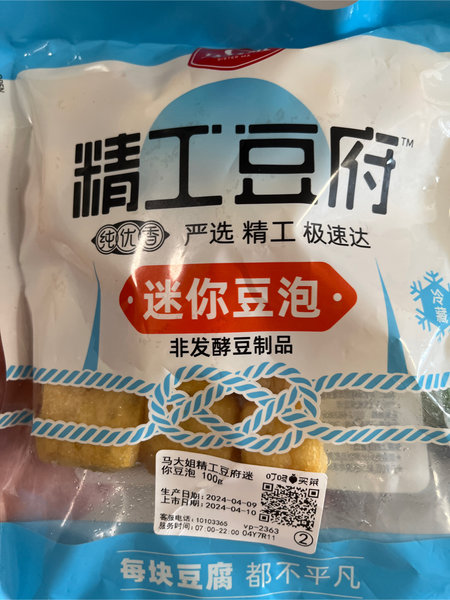 精工豆府™
纯优香 严选 精工 极速达
迷你豆泡
非发酵豆制品
冷藏
马大姐精工豆府迷
你豆泡 100g
叮咚买菜
生产日期：2024-04-09
上市日期：2024-04-10
客服电话：10103365 vp-2363
服务时间：07:00-22:00 04Y7R11
②
每块豆腐 都不平凡